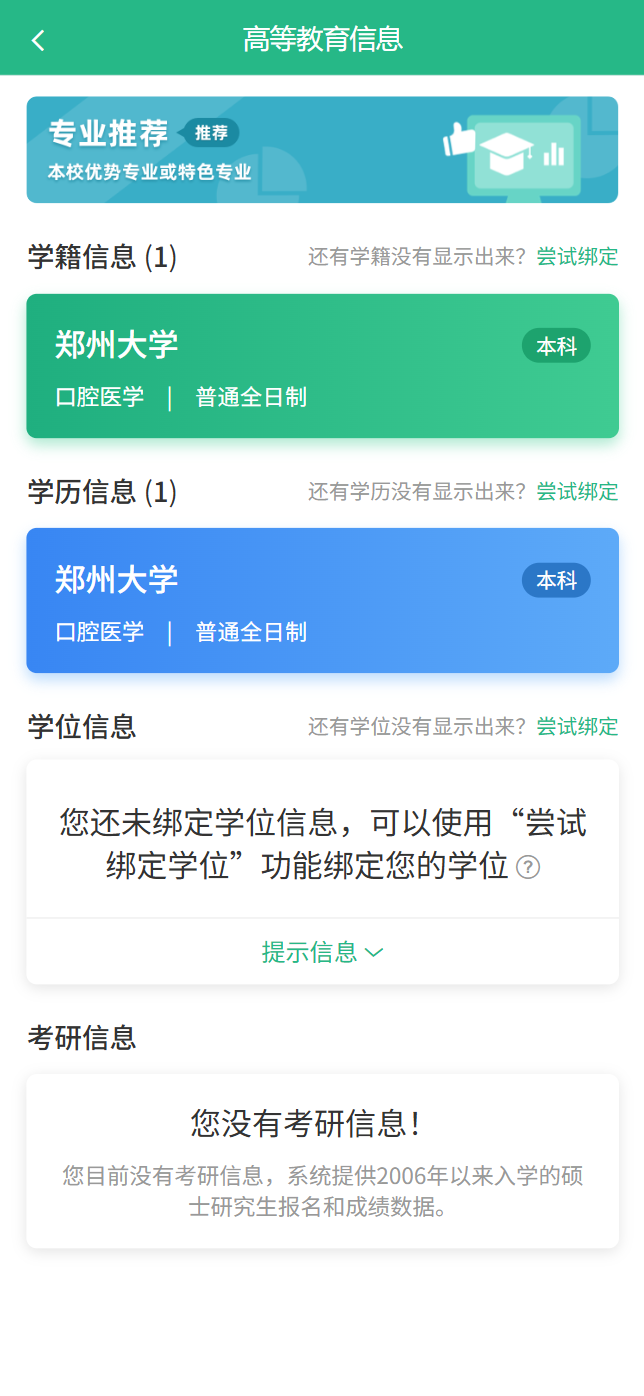 高等教育信息
专业推荐 推荐
本校优势专业或特色专业
学籍信息 (1) 还有学籍没有显示出来？尝试绑定
郑州大学 本科
口腔医学 | 普通全日制
学历信息 (1) 还有学历没有显示出来？尝试绑定
郑州大学 本科
口腔医学 | 普通全日制
学位信息 还有学位没有显示出来？尝试绑定
您还未绑定学位信息，可以使用“尝试
绑定学位”功能绑定您的学位 ?
提示信息
考研信息
您没有考研信息！
您目前没有考研信息，系统提供2006年以来入学的硕
士研究生报名和成绩数据。